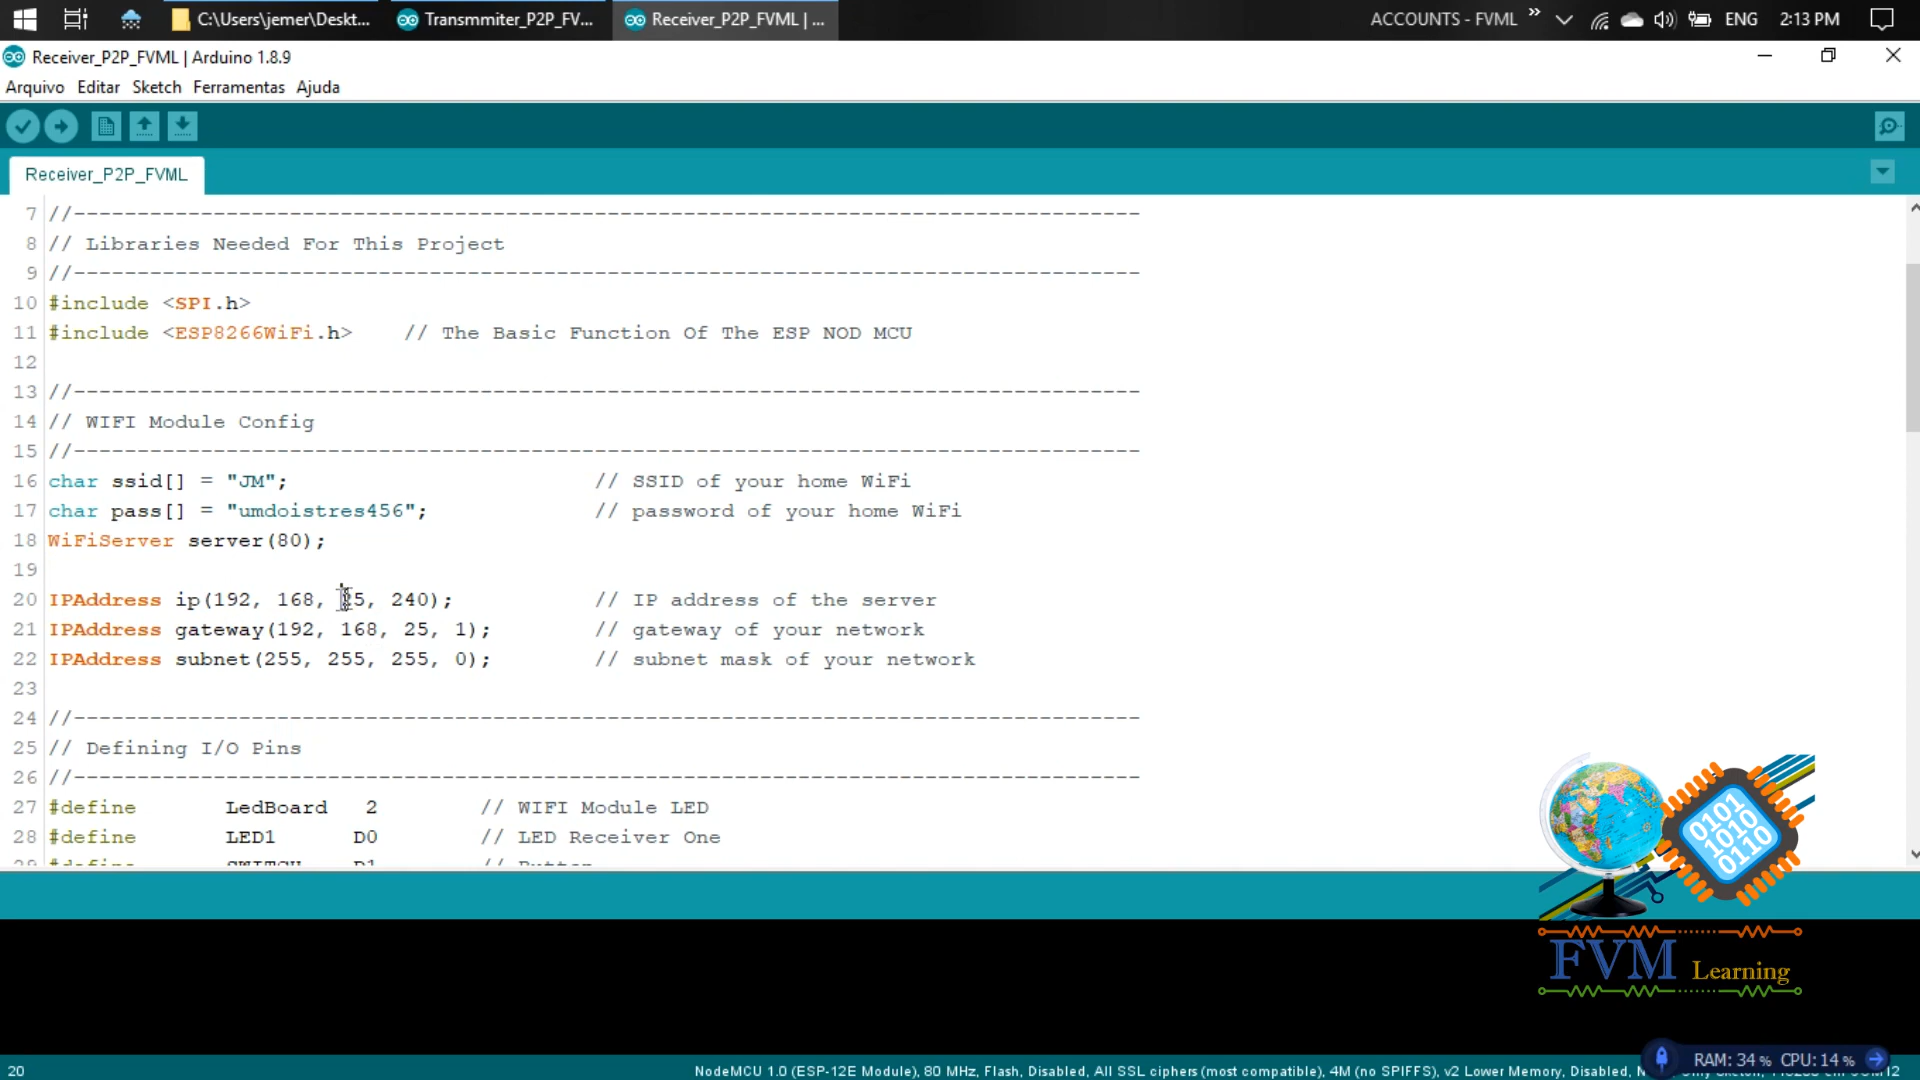 C:\Users\jemer\Deskt...
Transmmiter_P2P_FV...
Receiver_P2P_FVML | ...
ACCOUNTS - FVML
ENG
2:13 PM
Receiver_P2P_FVML | Arduino 1.8.9
Arquivo Editar Sketch Ferramentas Ajuda
Receiver_P2P_FVML
7 //------------------------------------------------------------------------------------
8 // Libraries Needed For This Project
9 //------------------------------------------------------------------------------------
10 #include <SPI.h>
11 #include <ESP8266WiFi.h> // The Basic Function Of The ESP NOD MCU
12
13 //------------------------------------------------------------------------------------
14 // WIFI Module Config
15 //------------------------------------------------------------------------------------
16 char ssid[] = "JM"; // SSID of your home WiFi
17 char pass[] = "umdoistres456"; // password of your home WiFi
18 WiFiServer server(80);
19
20 IPAddress ip(192, 168, 25, 240); // IP address of the server
21 IPAddress gateway(192, 168, 25, 1); // gateway of your network
22 IPAddress subnet(255, 255, 255, 0); // subnet mask of your network
23
24 //------------------------------------------------------------------------------------
25 // Defining I/O Pins
26 //------------------------------------------------------------------------------------
27 #define LedBoard 2 // WIFI Module LED
28 #define LED1 D0 // LED Receiver One
29 #define SWITCH D1 // Button
0101
1010
0110
FVM Learning
20
NodeMCU 1.0 (ESP-12E Module), 80 MHz, Flash, Disabled, All SSL ciphers (most compatible), 4M (no SPIFFS), v2 Lower Memory, Disabled,
RAM: 34 % CPU: 14 %